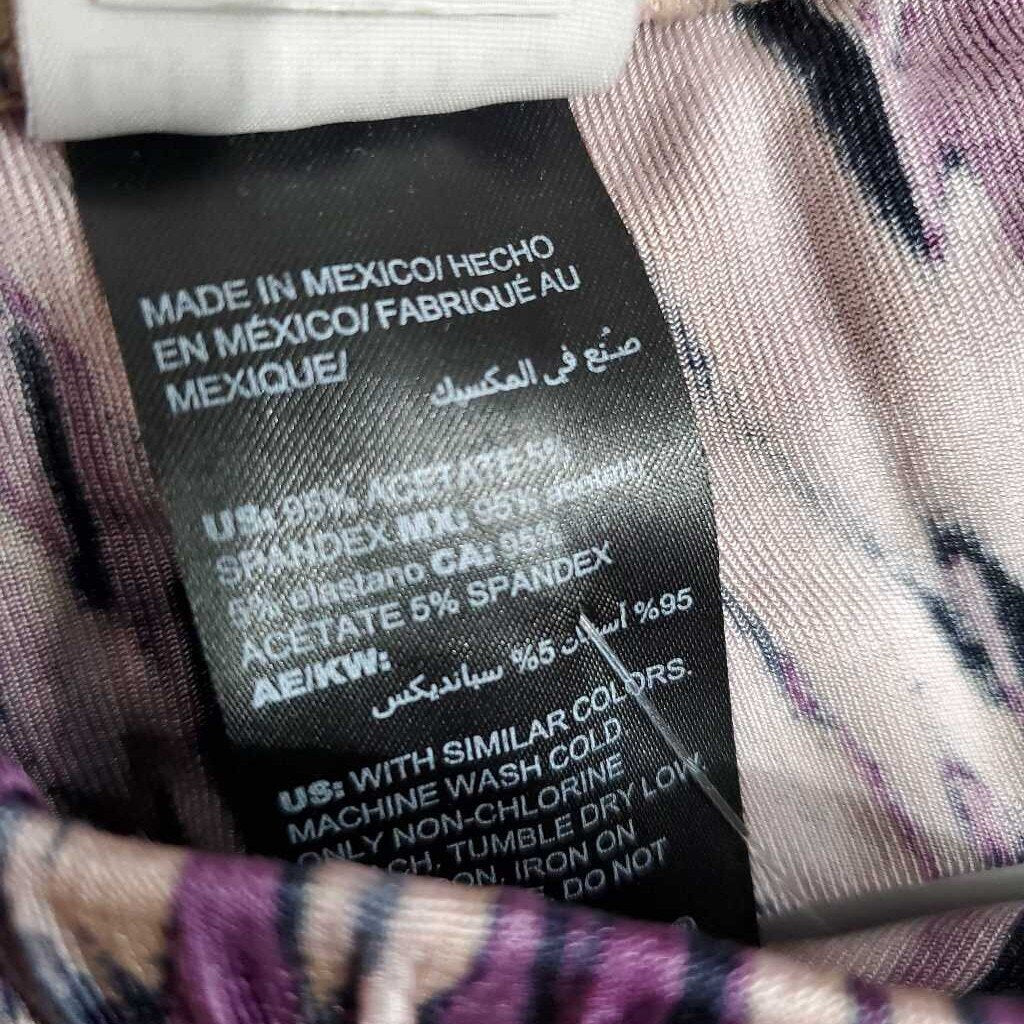 MADE IN MEXICO/ HECHO
EN MÉXICO/ FABRIQUÉ AU
MEXIQUE/
صنع في المكسيك
US: 95% ACETATE 5%
SPANDEX MX: 95% acetato
5% elastano CA: 95%
ACETATE 5% SPANDEX
AE/KW:
95% أسيتات 5% سبانديكس
US: WITH SIMILAR COLORS.
MACHINE WASH COLD
ONLY NON-CHLORINE
TUMBLE DRY LOW
IRON ON
DO NOT